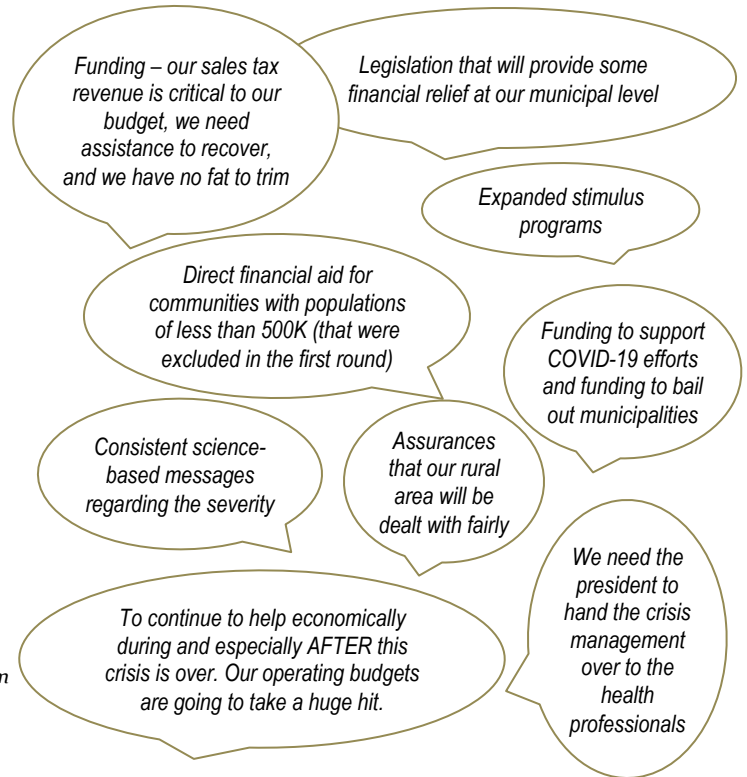 Funding – our sales tax
revenue is critical to our
budget, we need
assistance to recover,
and we have no fat to trim
Legislation that will provide some
financial relief at our municipal level
Expanded stimulus
programs
Direct financial aid for
communities with populations
of less than 500K (that were
excluded in the first round)
Funding to support
COVID-19 efforts
and funding to bail
out municipalities
Consistent science-
based messages
regarding the severity
Assurances
that our rural
area will be
dealt with fairly
We need the
president to
hand the crisis
management
over to the
health
professionals
To continue to help economically
during and especially AFTER this
crisis is over. Our operating budgets
are going to take a huge hit.
n